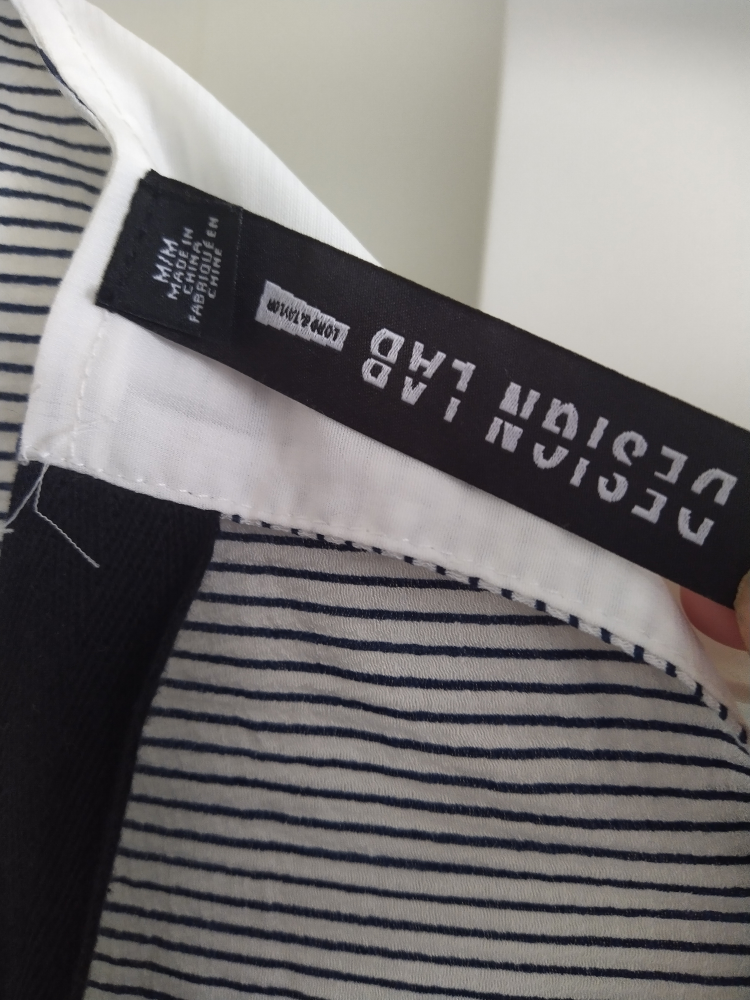 DESIGN LAB
LORD & TAYLOR
M/M
MADE IN
CHINA
FABRIQUÉ EN
CHINE